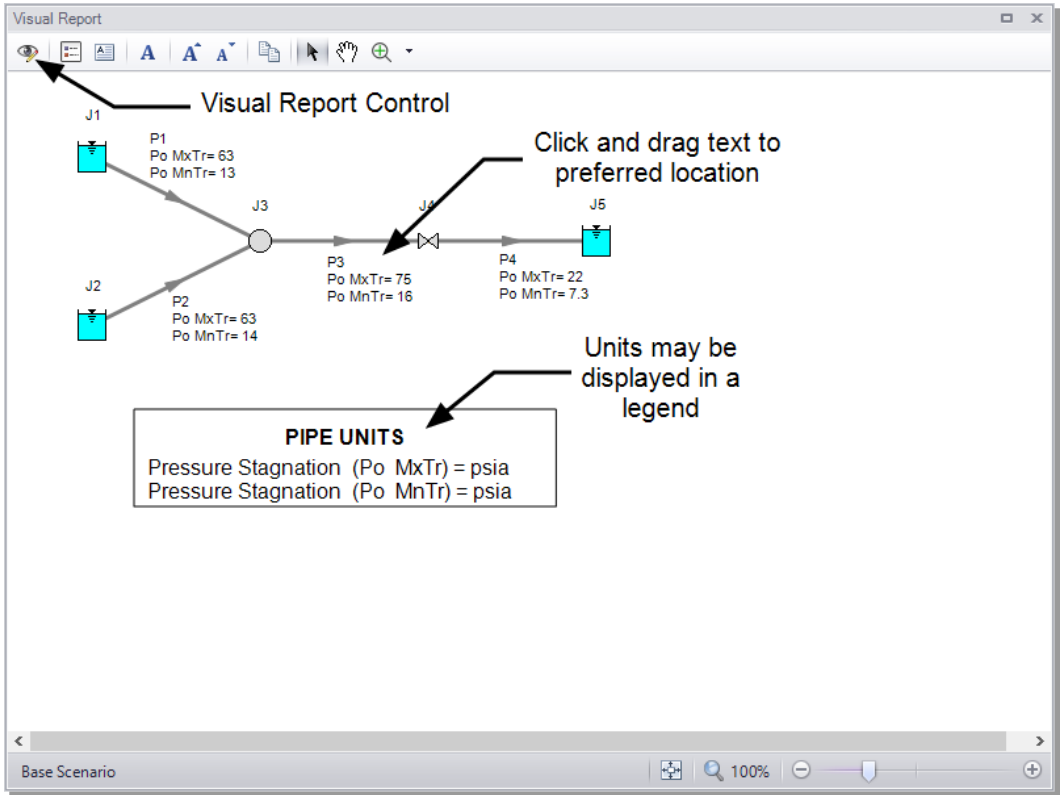 Visual Report
A A A
Visual Report Control
J1
P1
Po MxTr= 63
Po MnTr= 13
Click and drag text to
preferred location
J3
J4
J5
P3
Po MxTr= 75
Po MnTr= 16
P4
Po MxTr= 22
Po MnTr= 7.3
J2
P2
Po MxTr= 63
Po MnTr= 14
Units may be
displayed in a
legend
PIPE UNITS
Pressure Stagnation (Po MxTr) = psia
Pressure Stagnation (Po MnTr) = psia
Base Scenario
100%